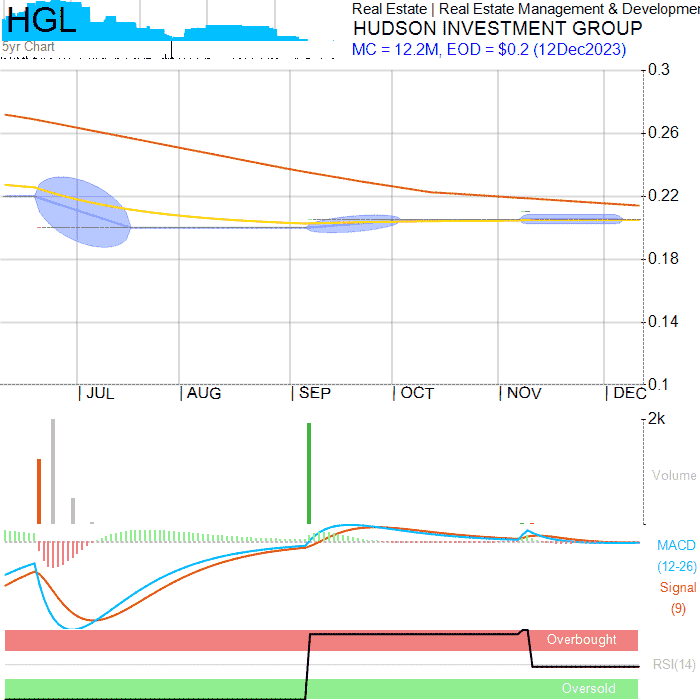 HGL
Real Estate | Real Estate Management & Developmen
HUDSON INVESTMENT GROUP
5yr Chart
MC = 12.2M, EOD = $0.2 (12Dec2023)
0.3
0.26
0.22
0.18
0.14
0.1
| JUL | AUG | SEP | OCT | NOV | DEC
2k
Volume
MACD
(12-26)
Signal
(9)
Overbought
RSI(14)
Oversold